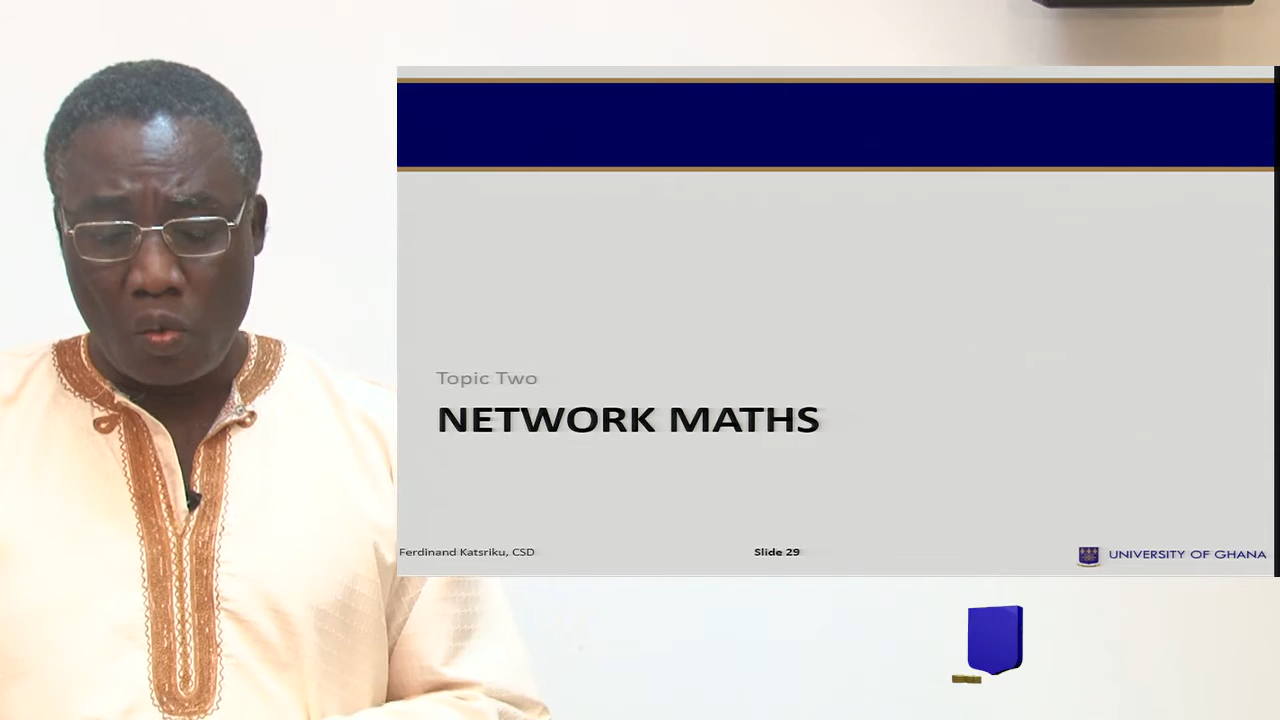 Topic Two
NETWORK MATHS
Ferdinand Katsriku, CSD
Slide 29
UNIVERSITY OF GHANA